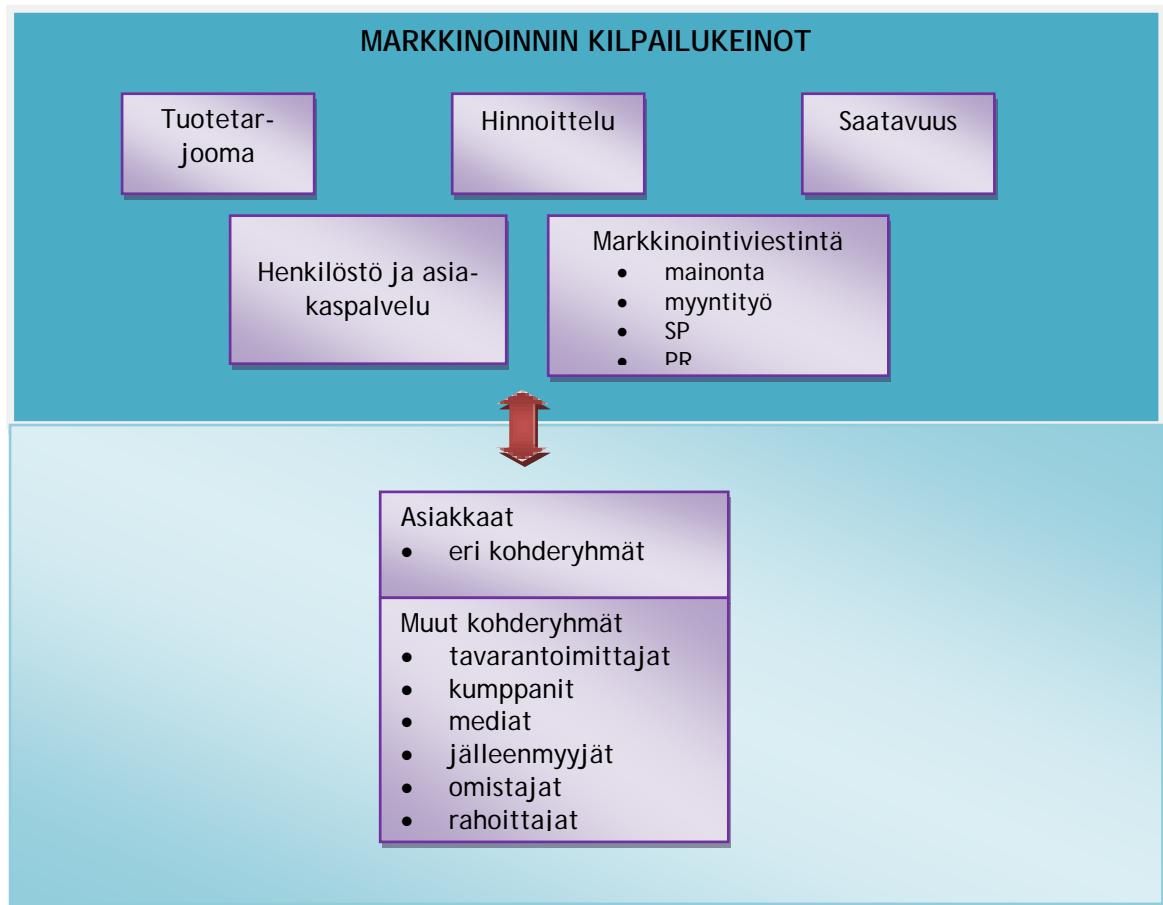 MARKKINOINNIN KILPAILUKEINOT
Tuotetar-
jooma
Hinnoittelu
Saatavuus
Henkilöstö ja asia-
kaspalvelu
Markkinointiviestintä
• mainonta
• myyntityö
• SP
• PR
Asiakkaat
• eri kohderyhmät
Muut kohderyhmät
• tavarantoimittajat
• kumppanit
• mediat
• jälleenmyyjät
• omistajat
• rahoittajat